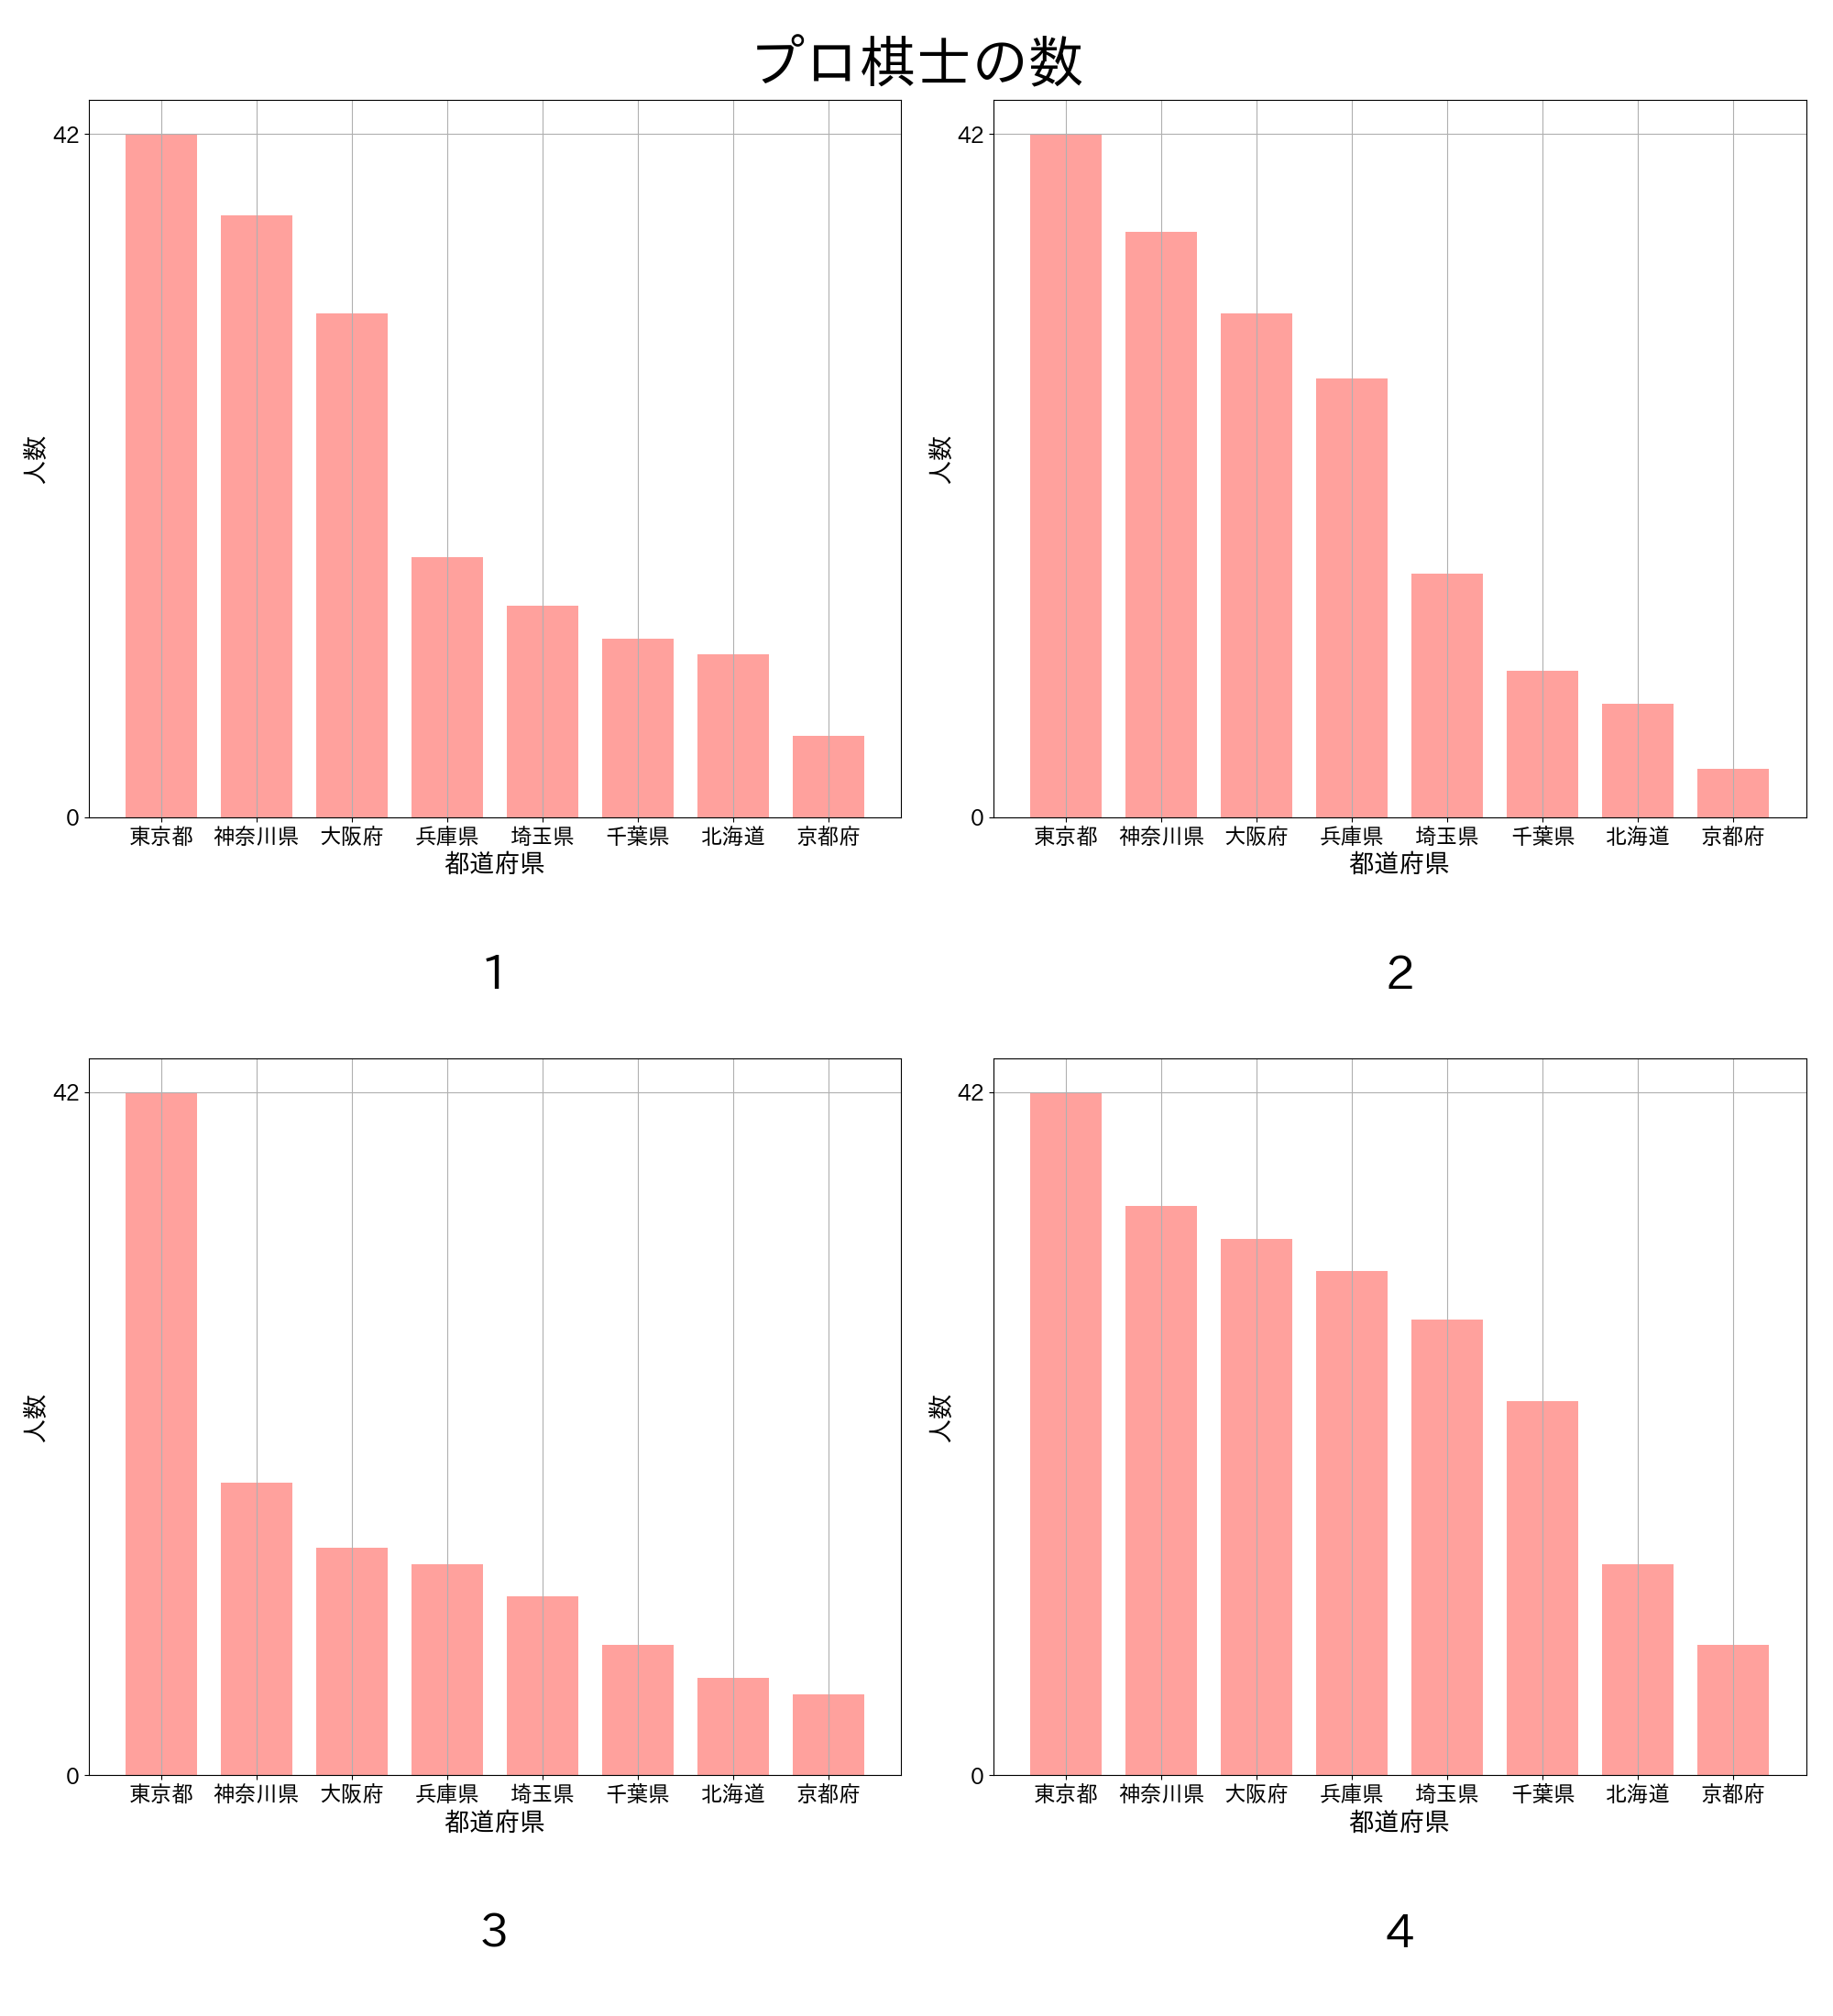 プロ棋士の数
42
0
人数
東京都 神奈川県 大阪府 兵庫県 埼玉県 千葉県 北海道 京都府
都道府県
1
42
0
人数
東京都 神奈川県 大阪府 兵庫県 埼玉県 千葉県 北海道 京都府
都道府県
2
42
0
人数
東京都 神奈川県 大阪府 兵庫県 埼玉県 千葉県 北海道 京都府
都道府県
3
42
0
人数
東京都 神奈川県 大阪府 兵庫県 埼玉県 千葉県 北海道 京都府
都道府県
4